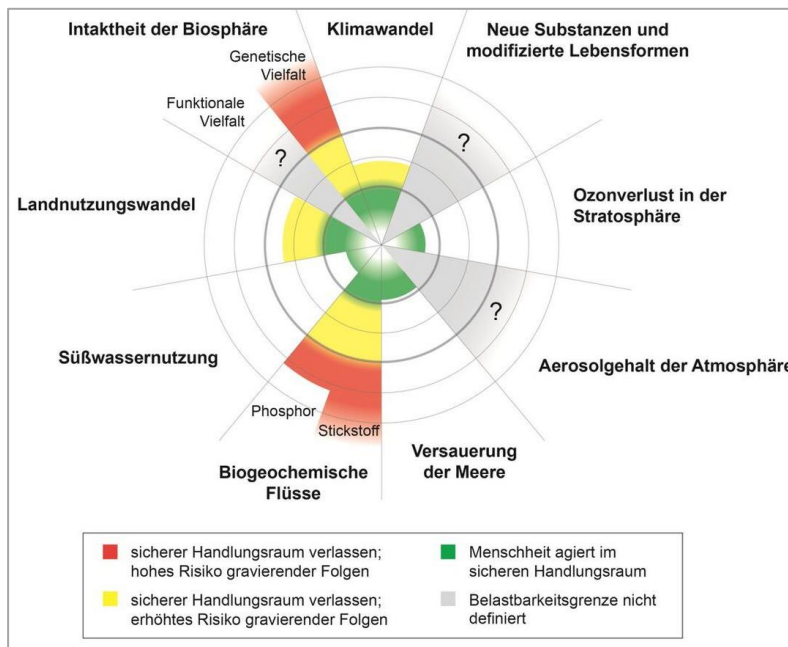 Intaktheit der Biosphäre
Klimawandel
Neue Substanzen und
modifizierte Lebensformen
Genetische
Vielfalt
Funktionale
Vielfalt
?
?
Landnutzungswandel
Ozonverlust in der
Stratosphäre
?
Süßwassernutzung
Aerosolgehalt der Atmosphäre
Phosphor
Stickstoff
Biogeochemische
Flüsse
Versauerung
der Meere
sicherer Handlungsraum verlassen;
hohes Risiko gravierender Folgen
sicherer Handlungsraum verlassen;
erhöhtes Risiko gravierender Folgen
Menschheit agiert im
sicheren Handlungsraum
Belastbarkeitsgrenze nicht
definiert